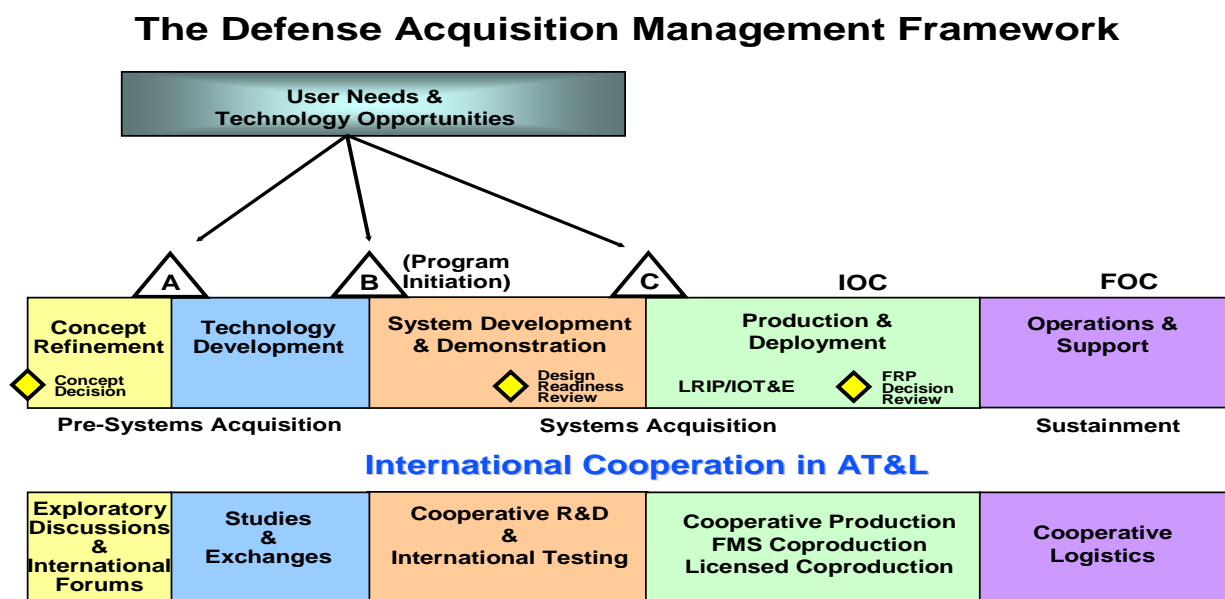 The Defense Acquisition Management Framework
User Needs &
Technology Opportunities
A
B
(Program
Initiation)
C
IOC
FOC
Concept
Refinement
Technology
Development
System Development
& Demonstration
Production &
Deployment
Operations &
Support
Concept
Decision
Design
Readiness
Review
LRIP/IOT&E
FRP
Decision
Review
Pre-Systems Acquisition
Systems Acquisition
Sustainment
International Cooperation in AT&L
Exploratory
Discussions
&
International
Forums
Studies
&
Exchanges
Cooperative R&D
&
International Testing
Cooperative Production
FMS Coproduction
Licensed Coproduction
Cooperative
Logistics